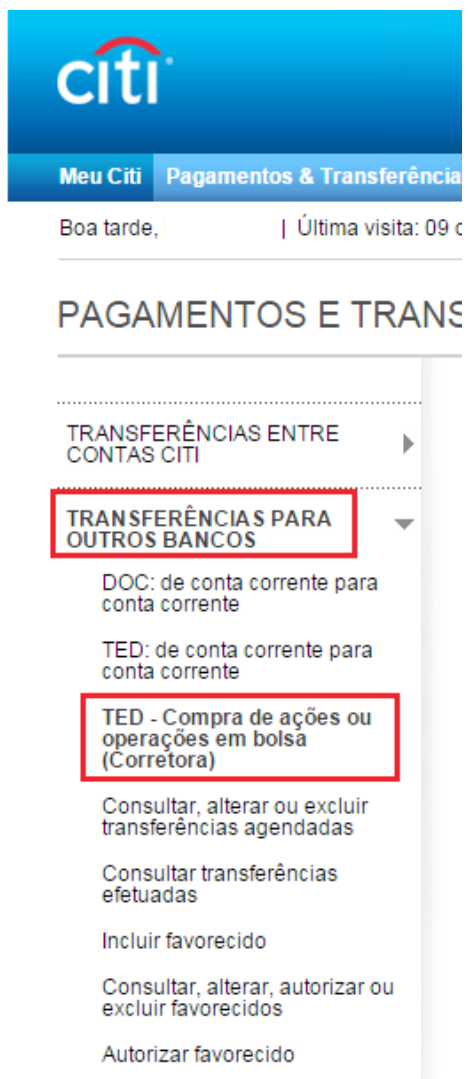 citi
Meu Citi Pagamentos & Transferência
Boa tarde, | Última visita: 09
PAGAMENTOS E TRANS
TRANSFERÊNCIAS ENTRE
CONTAS CITI
TRANSFERÊNCIAS PARA
OUTROS BANCOS
DOC: de conta corrente para
conta corrente
TED: de conta corrente para
conta corrente
TED - Compra de ações ou
operações em bolsa
(Corretora)
Consultar, alterar ou excluir
transferências agendadas
Consultar transferências
efetuadas
Incluir favorecido
Consultar, alterar, autorizar ou
excluir favorecidos
Autorizar favorecido